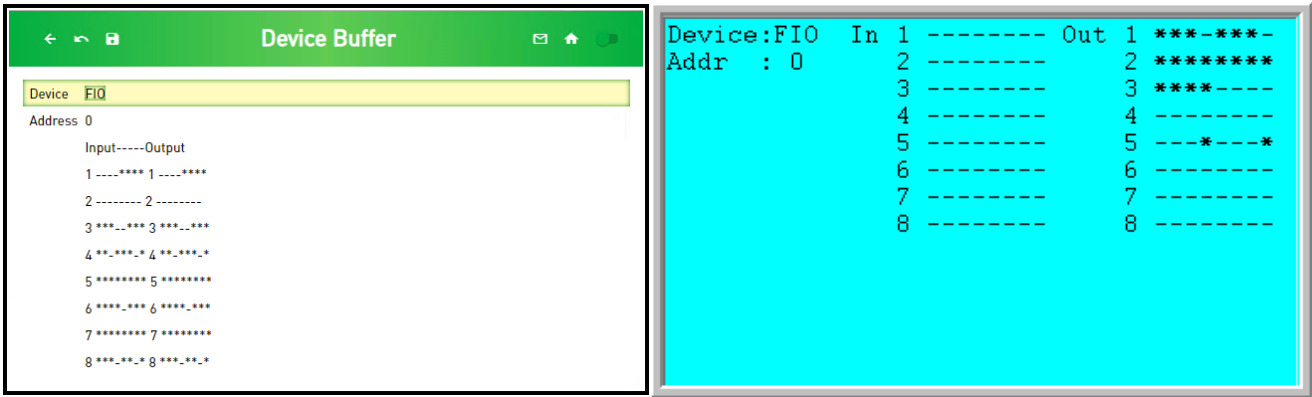 Device Buffer
Device FIO
Address 0
Input-----Output
1 ----**** 1 ----****
2 -------- 2 --------
3 ***--*** 3 ***--***
4 **-***-* 4 **-***-*
5 ******** 5 ********
6 ****-*** 6 ****-***
7 ******** 7 ********
8 ***-**-* 8 ***-**-*
Device:FIO In 1 -------- Out 1 ***-***-
Addr : 0 2 -------- 2 ********
3 -------- 3 ****----
4 -------- 4 --------
5 -------- 5 ---*---*
6 -------- 6 --------
7 -------- 7 --------
8 -------- 8 --------